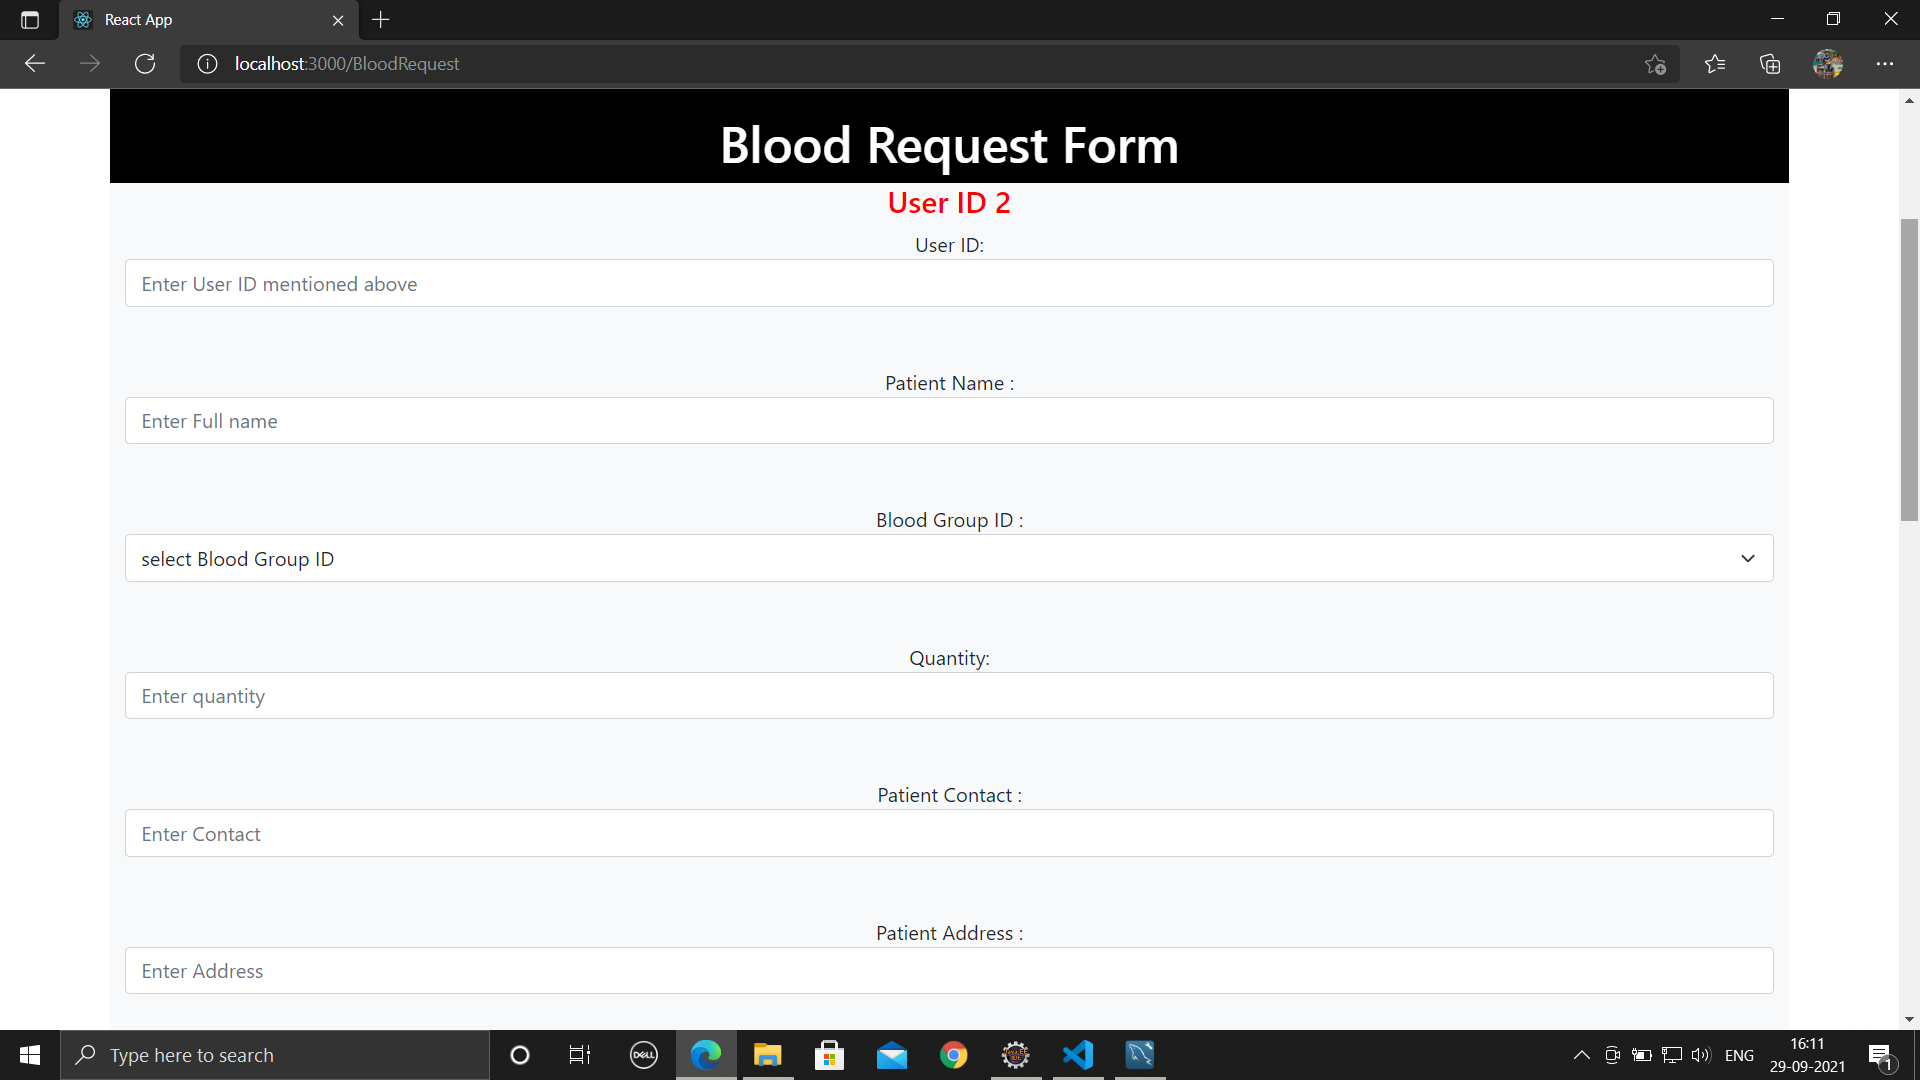 React App
localhost:3000/BloodRequest
Blood Request Form
User ID 2
User ID:
Enter User ID mentioned above
Patient Name :
Enter Full name
Blood Group ID :
select Blood Group ID
Quantity:
Enter quantity
Patient Contact :
Enter Contact
Patient Address :
Enter Address
Type here to search
DELL
ENG
16:11
29-09-2021
1